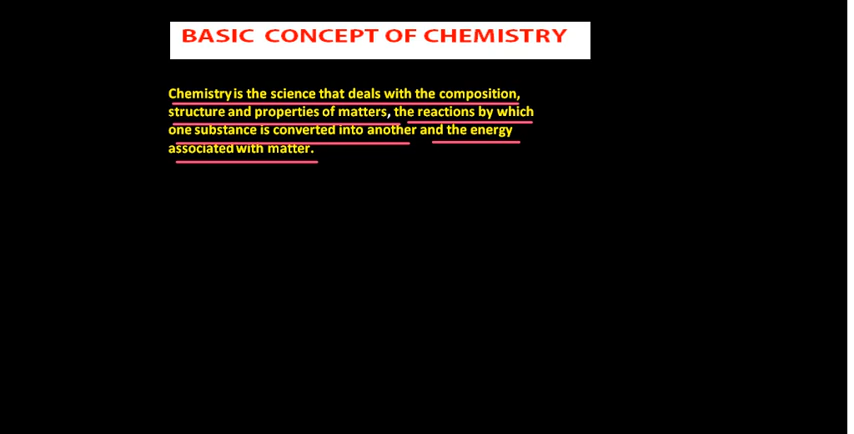 BASIC CONCEPT OF CHEMISTRY
Chemistry is the science that deals with the composition,
structure and properties of matters, the reactions by which
one substance is converted into another and the energy
associated with matter.